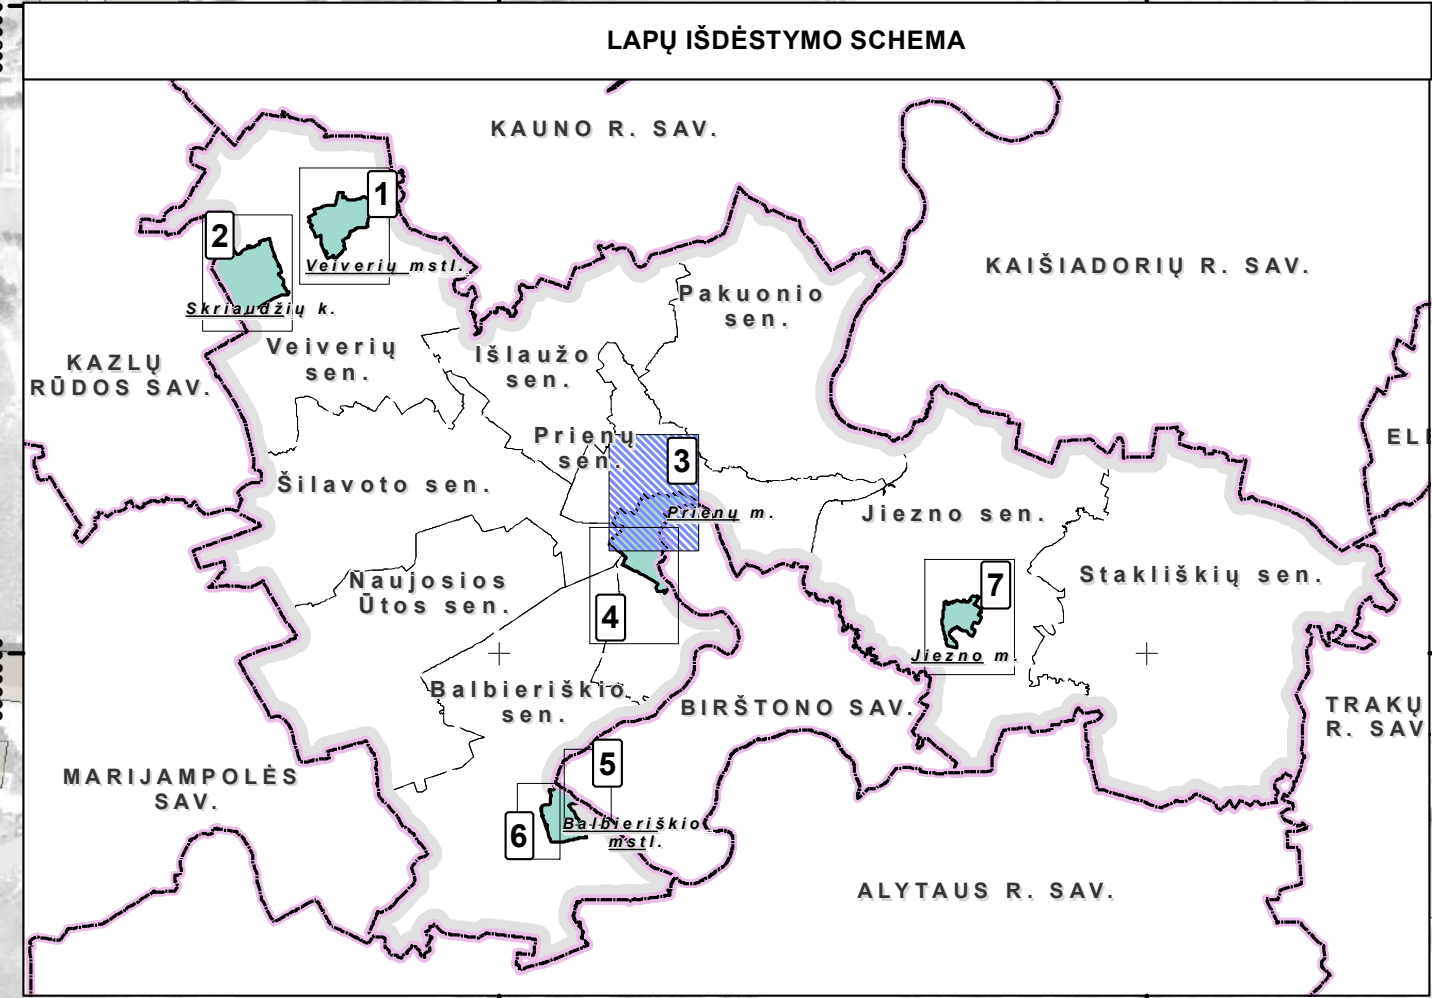 LAPŲ IŠDĖSTYMO SCHEMA
KAUNO R. SAV.
1
2
Veiverių mstl.
KAIŠIADORIŲ R. SAV.
Pakuonio
sen.
Skriaudžių k.
Veiverių
sen.
Išlaužo
sen.
KAZLŲ
RŪDOS SAV.
Prienų
sen.
3
Šilavoto sen.
Prienų m.
Jiezno sen.
Naujosios
Ūtos sen.
4
7
Stakliškių sen.
Jiezno m.
Balbieriškio
sen.
BIRŠTONO SAV.
TRAKŲ
R. SAV.
MARIJAMPOLĖS
SAV.
5
6
Balbieriškio
mstl.
ALYTAUS R. SAV.